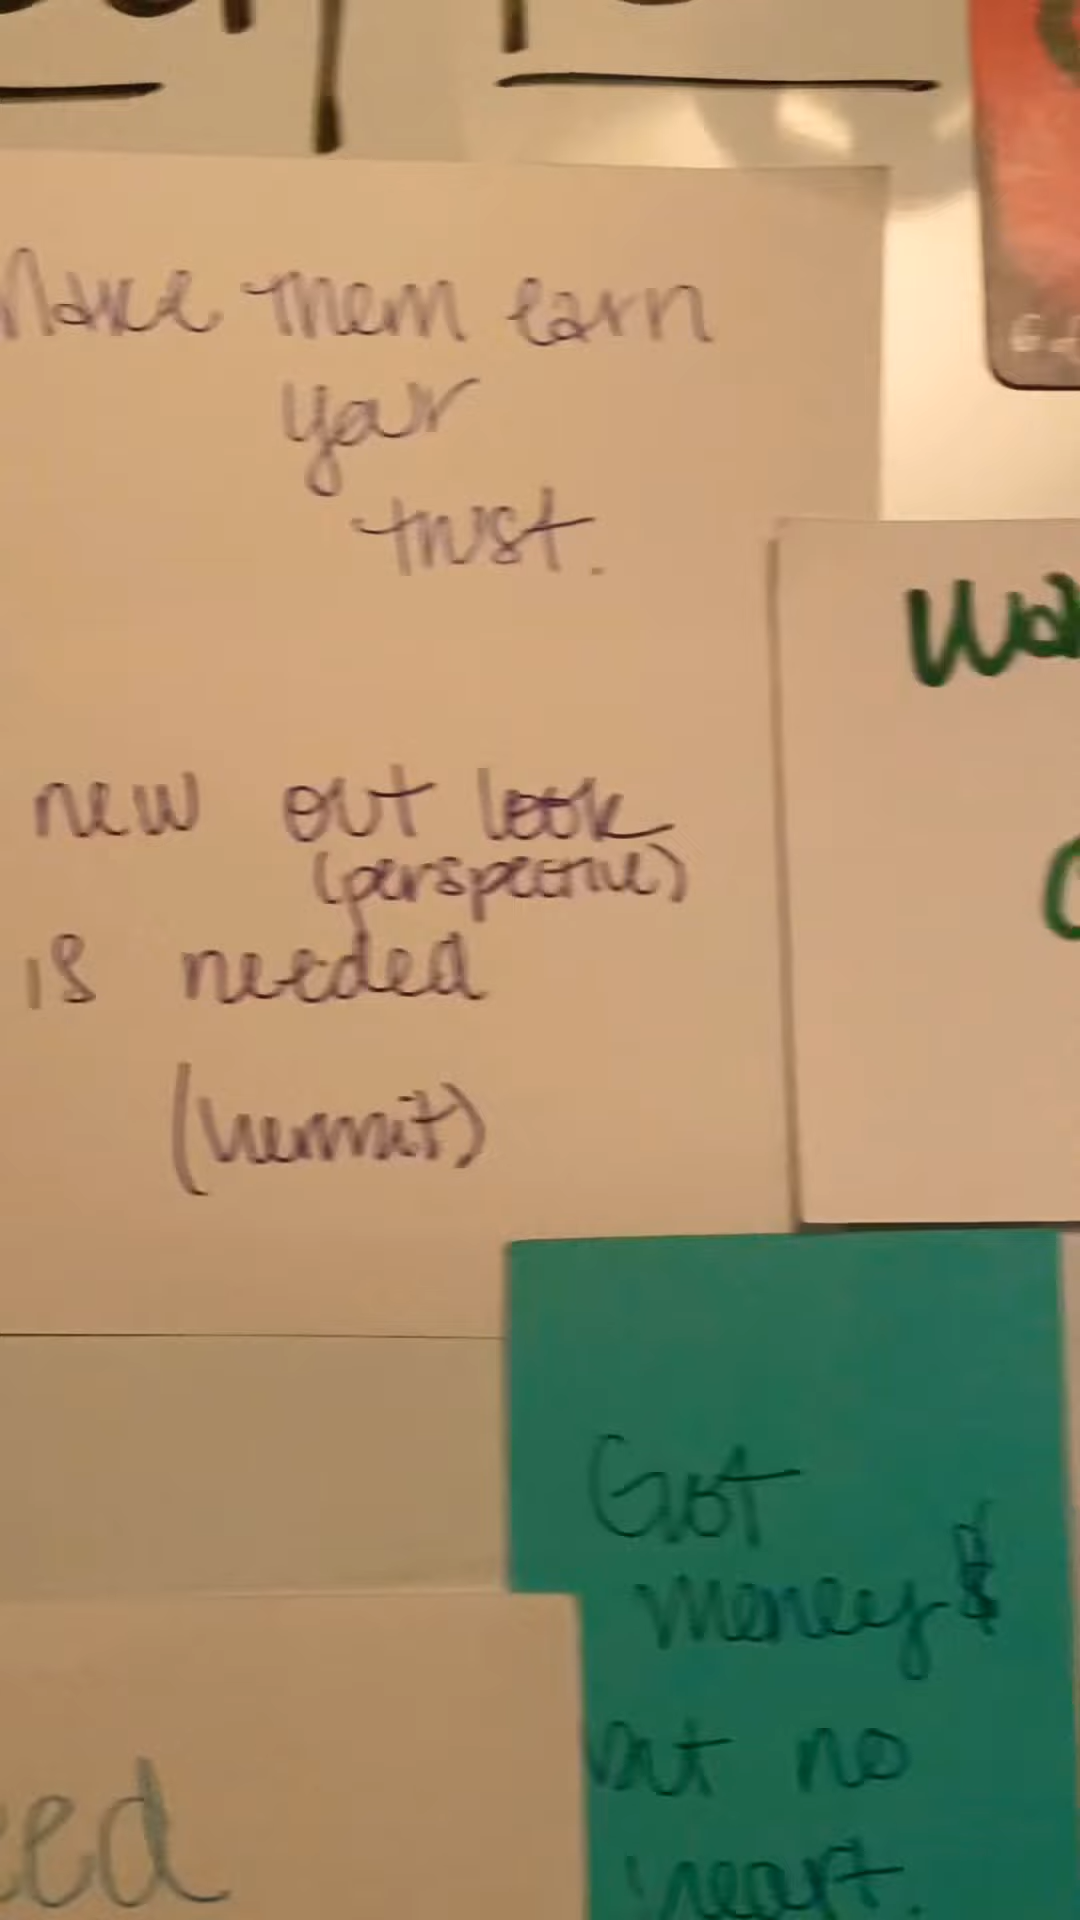 Make them earn
your
trust.
new out look
(perspective)
is needed
(hermit)
Got
money $
but no
heart.